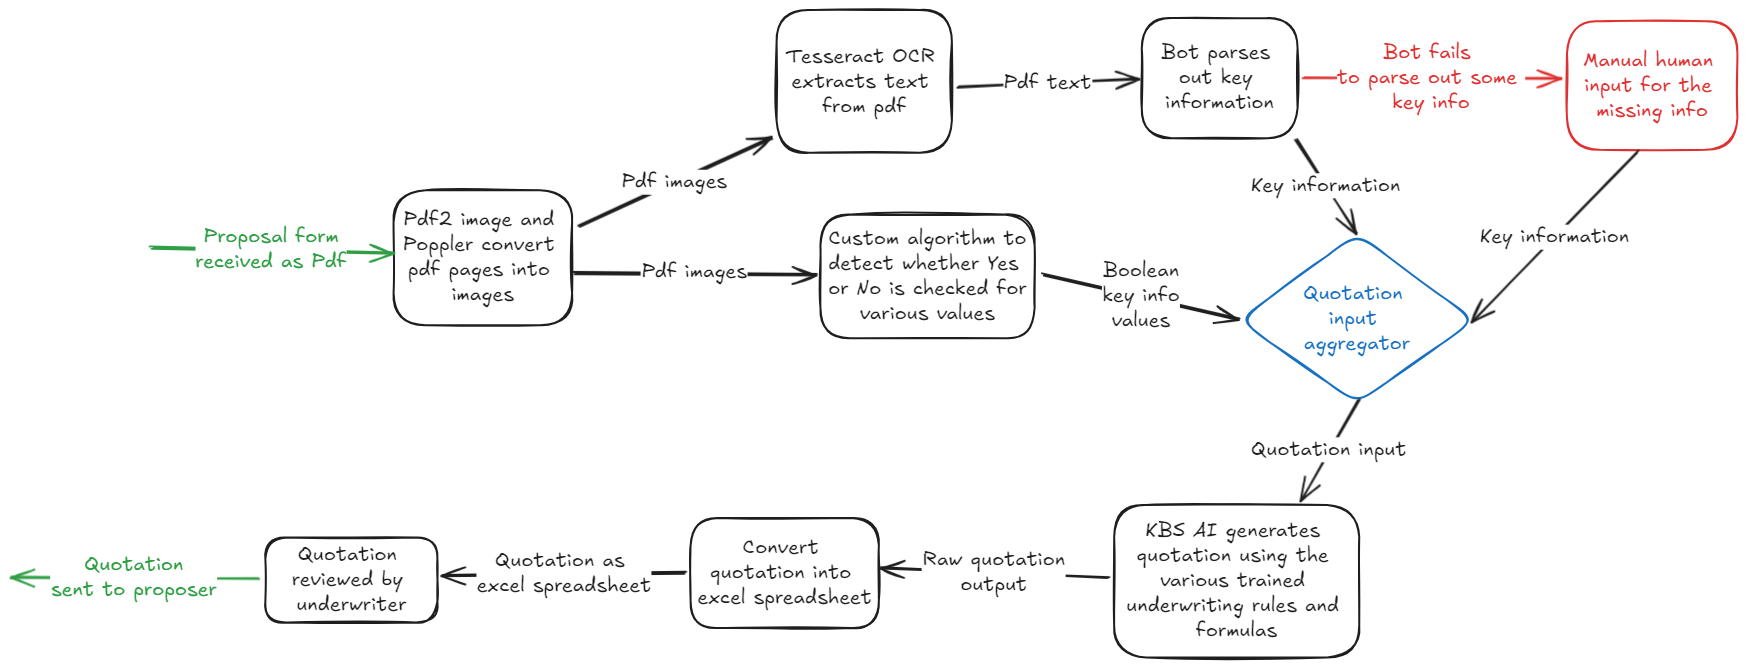 Proposal form
received as Pdf
Pdf2 image and
Poppler convert
pdf pages into
images
Pdf images
Tesseract OCR
extracts text
from pdf
Pdf text
Bot parses
out key
information
Bot fails
to parse out some
key info
Manual human
input for the
missing info
Pdf images
Custom algorithm to
detect whether Yes
or No is checked for
various values
Boolean
key info
values
Key information
Key information
Quotation
input
aggregator
Quotation input
KBS AI generates
quotation using the
various trained
underwriting rules and
formulas
Raw quotation
output
Convert
quotation into
excel spreadsheet
Quotation as
excel spreadsheet
Quotation
reviewed by
underwriter
Quotation
sent to proposer